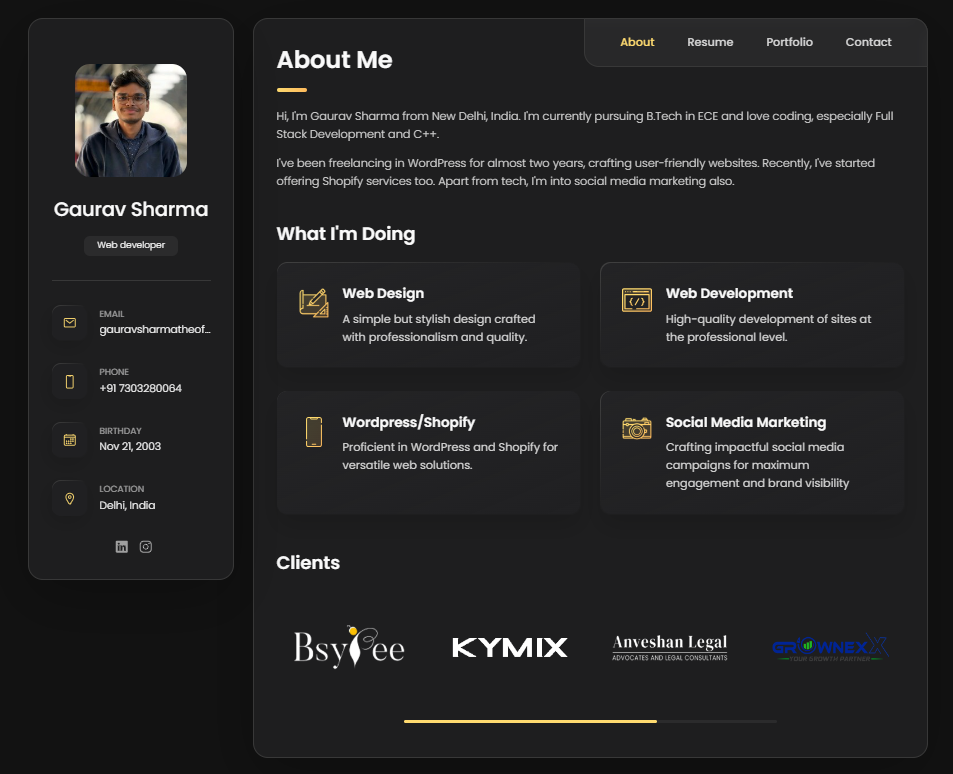 Gaurav Sharma
Web developer
EMAIL
gauravsharmatheof...
PHONE
+91 7303280064
BIRTHDAY
Nov 21, 2003
LOCATION
Delhi, India
About
Resume
Portfolio
Contact
About Me
Hi, I'm Gaurav Sharma from New Delhi, India. I'm currently pursuing B.Tech in ECE and love coding, especially Full
Stack Development and C++.
I've been freelancing in WordPress for almost two years, crafting user-friendly websites. Recently, I've started
offering Shopify services too. Apart from tech, I'm into social media marketing also.
What I'm Doing
Web Design
A simple but stylish design crafted
with professionalism and quality.
Web Development
High-quality development of sites at
the professional level.
Wordpress/Shopify
Proficient in WordPress and Shopify for
versatile web solutions.
Social Media Marketing
Crafting impactful social media
campaigns for maximum
engagement and brand visibility
Clients
BsyBee
KYMIX
Anveshan Legal
ADVOCATES AND LEGAL CONSULTANTS
GROWNEXX
YOUR GROWTH PARTNER